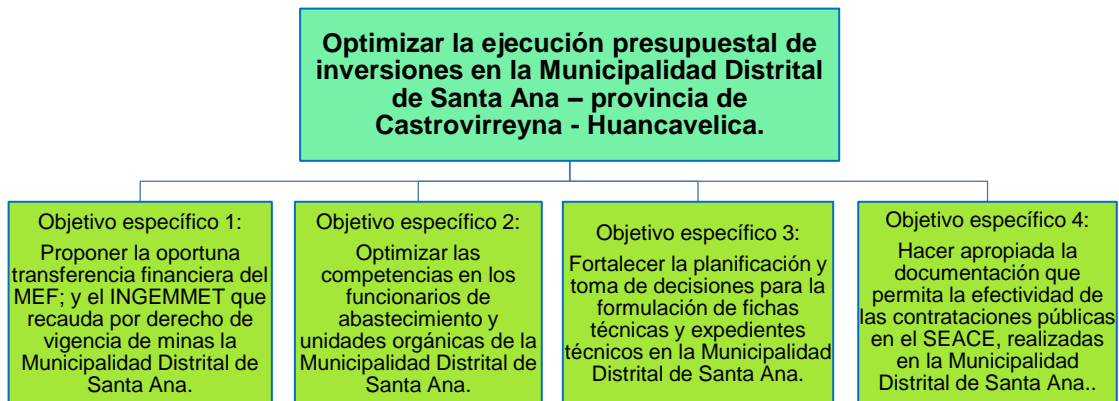 Optimizar la ejecución presupuestal de
inversiones en la Municipalidad Distrital
de Santa Ana – provincia de
Castrovirreyna - Huancavelica.
Objetivo específico 1:
Proponer la oportuna
transferencia financiera del
MEF; y el INGEMMET que
recauda por derecho de
vigencia de minas la
Municipalidad Distrital de
Santa Ana.
Objetivo específico 2:
Optimizar las
competencias en los
funcionarios de
abastecimiento y
unidades orgánicas de la
Municipalidad Distrital de
Santa Ana.
Objetivo específico 3:
Fortalecer la planificación y
toma de decisiones para la
formulación de fichas
técnicas y expedientes
técnicos en la Municipalidad
Distrital de Santa Ana.
Objetivo específico 4:
Hacer apropiada la
documentación que
permita la efectividad de
las contrataciones públicas
en el SEACE, realizadas
en la Municipalidad
Distrital de Santa Ana..